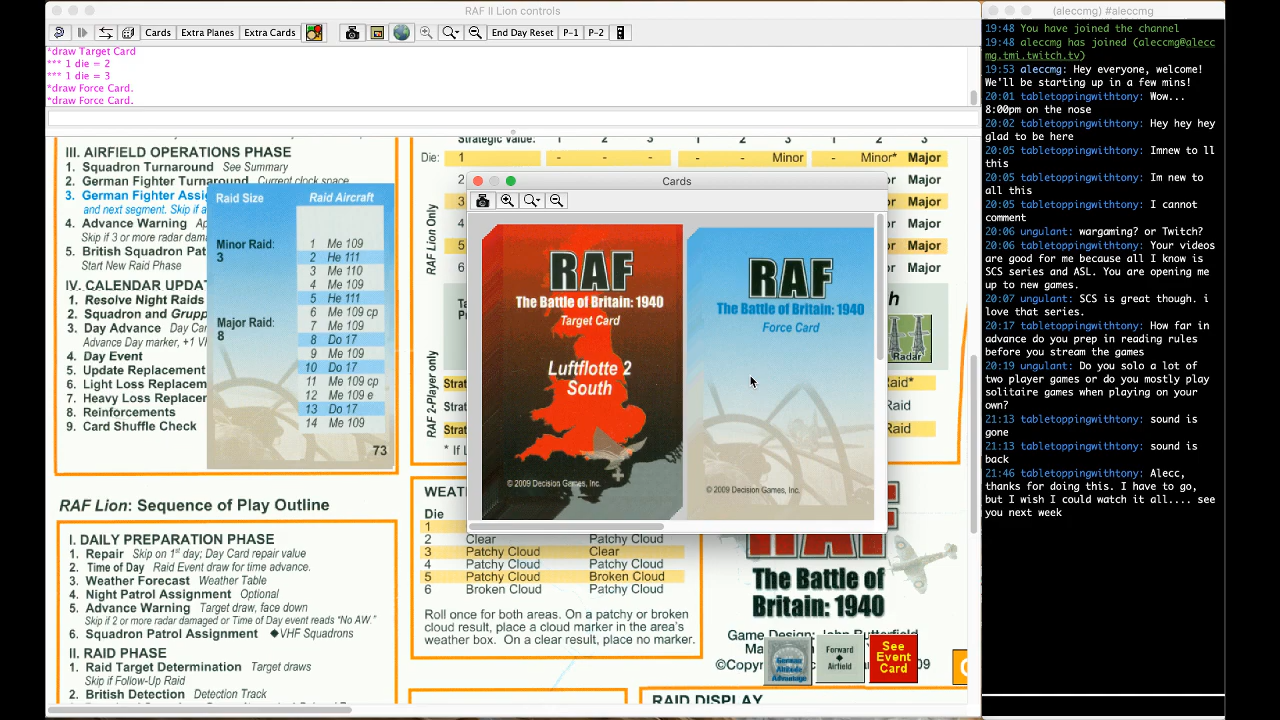 RAF II Lion controls
(aleccmg) #aleccmg
Cards
Extra Planes
Extra Cards
End Day Reset
P-1
P-2
*draw Target Card
*** 1 die = 2
*** 1 die = 3
*draw Force Card.
*draw Force Card.
III. AIRFIELD OPERATIONS PHASE
1. Squadron Turnaround See Summary
2. German Fighter Turnaround Current clock space
3. German Fighter Assig
and next segment. Skip if a
4. Advance Warning
Skip if 3 or more radar damag
5. British Squadron Pat
Start New Raid Phase
IV. CALENDAR UPDAT
1. Resolve Night Raids
2. Squadron and Grupp
3. Day Advance Day Car
Advance Day marker, +1 VP
4. Day Event
5. Update Replacement
6. Light Loss Replacem
7. Heavy Loss Replacem
8. Reinforcements
9. Card Shuffle Check
Raid Size
Raid Aircraft
Minor Raid:
3
Major Raid:
8
1 Me 109
2 He 111
3 Me 110
4 Me 109
5 He 111
6 Me 109 cp
7 Me 109
8 Do 17
9 Me 109
10 Do 17
11 Me 109 cp
12 Me 109 e
13 Do 17
14 Me 109
73
Strategic Value: 1 2 3 1 2 3 1 2 3
Die: 1 - - - - - Minor - Minor* Major
2 Major
3 Major
4 Major
5 Major
6 Major
RAF Lion Only
RAF 2-Player only
Radar
Raid*
Raid
Raid
Cards
RAF
The Battle of Britain: 1940
Target Card
Luftflotte 2
South
© 2009 Decision Games, Inc.
RAF
The Battle of Britain: 1940
Force Card
© 2009 Decision Games, Inc.
RAF Lion: Sequence of Play Outline
I. DAILY PREPARATION PHASE
1. Repair Skip on 1st day; Day Card repair value
2. Time of Day Raid Event draw for time advance.
3. Weather Forecast Weather Table
4. Night Patrol Assignment Optional
5. Advance Warning Target draw, face down
Skip if 2 or more radar damaged or Time of Day event reads "No AW."
6. Squadron Patrol Assignment ◆VHF Squadrons
II. RAID PHASE
1. Raid Target Determination Target draws
Skip if Follow-Up Raid
2. British Detection Detection Track
WEAT
Die
1
2 Clear Patchy Cloud
3 Patchy Cloud Clear
4 Patchy Cloud Patchy Cloud
5 Patchy Cloud Broken Cloud
6 Broken Cloud Patchy Cloud
Roll once for both areas. On a patchy or broken
cloud result, place a cloud marker in the area's
weather box. On a clear result, place no marker.
RAF
The Battle of
Britain: 1940
Game Design: John Butterfield
©Copyr
09
German
Altitude
Advantage
Forward
◆
Airfield
See
Event
Card
RAID DISPLAY
19:48 You have joined the channel
19:48 aleccmg has joined (aleccmg@alecc
mg.tmi.twitch.tv)
19:53 aleccmg: Hey everyone, welcome!
We'll be starting up in a few mins!
20:01 tabletoppingwithtony: Wow...
8:00pm on the nose
20:02 tabletoppingwithtony: Hey hey hey
glad to be here
20:05 tabletoppingwithtony: Imnew to ll
this
20:05 tabletoppingwithtony: Im new to
all this
20:05 tabletoppingwithtony: I cannot
comment
20:06 ungulant: wargaming? or Twitch?
20:06 tabletoppingwithtony: Your videos
are good for me because all I know is
SCS series and ASL. You are opening me
up to new games.
20:07 ungulant: SCS is great though. i
love that series.
20:17 tabletoppingwithtony: How far in
advance do you prep in reading rules
before you stream the games
20:19 ungulant: Do you solo a lot of
two player games or do you mostly play
solitaire games when playing on your
own?
21:13 tabletoppingwithtony: sound is
gone
21:13 tabletoppingwithtony: sound is
back
21:46 tabletoppingwithtony: Alecc,
thanks for doing this. I have to go,
but I wish I could watch it all.... see
you next week